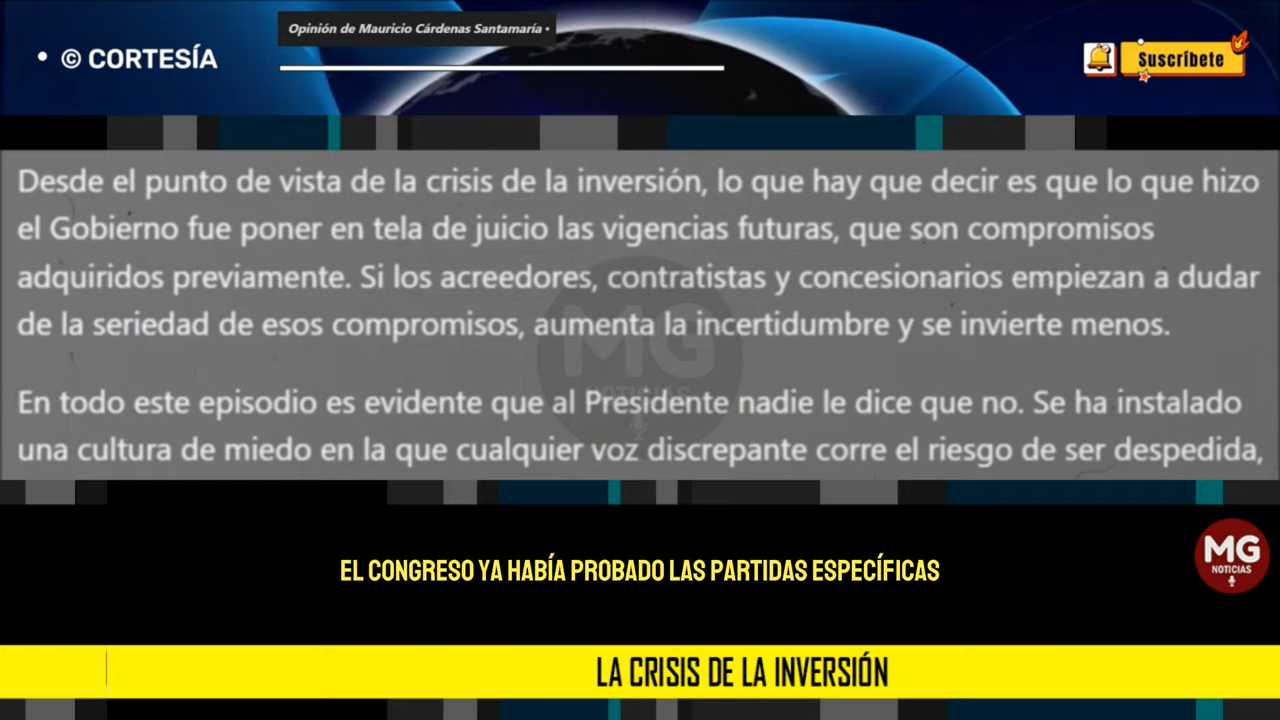 Opinión de Mauricio Cárdenas Santamaría •
• © CORTESÍA
Suscríbete
Desde el punto de vista de la crisis de la inversión, lo que hay que decir es que lo que hizo
el Gobierno fue poner en tela de juicio las vigencias futuras, que son compromisos
adquiridos previamente. Si los acreedores, contratistas y concesionarios empiezan a dudar
de la seriedad de esos compromisos, aumenta la incertidumbre y se invierte menos.
En todo este episodio es evidente que al Presidente nadie le dice que no. Se ha instalado
una cultura de miedo en la que cualquier voz discrepante corre el riesgo de ser despedida,
MG
NOTICIAS
EL CONGRESO YA HABÍA PROBADO LAS PARTIDAS ESPECÍFICAS
MG
NOTICIAS
LA CRISIS DE LA INVERSIÓN